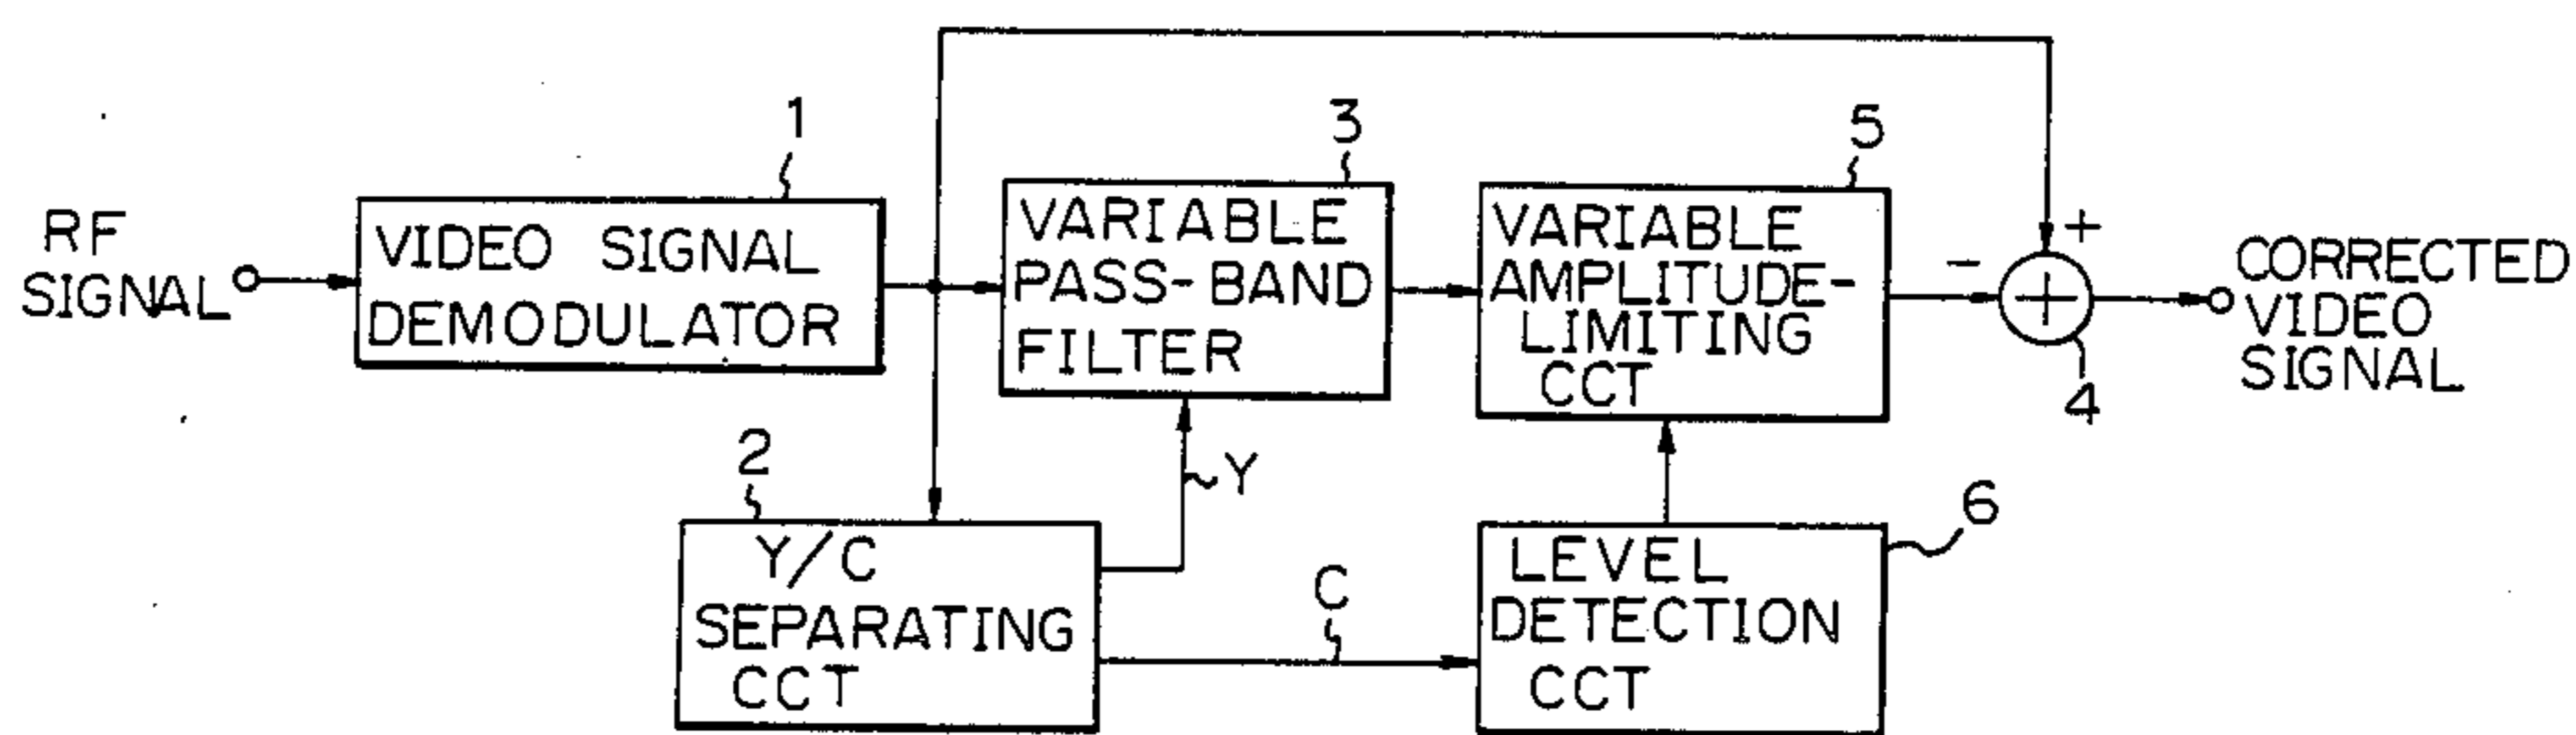 RF
SIGNAL
1
VIDEO SIGNAL
DEMODULATOR
3
VARIABLE
PASS-BAND
FILTER
5
VARIABLE
AMPLITUDE-
LIMITING
CCT
+
-
+
4
CORRECTED
VIDEO
SIGNAL
2
Y/C
SEPARATING
CCT
Y
C
6
LEVEL
DETECTION
CCT